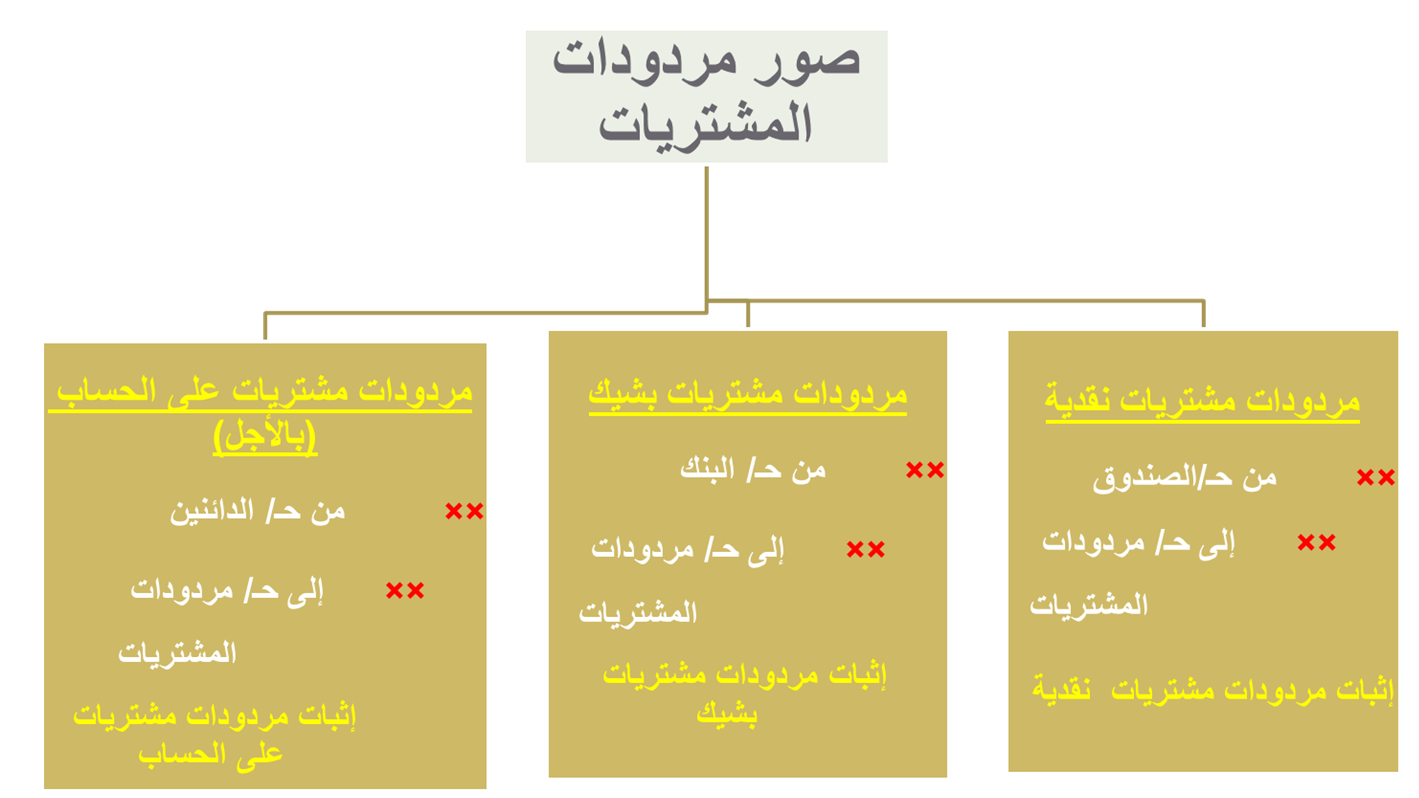 صور مردودات
المشتريات
مردودات مشتريات نقدية
×× من حـ/الصندوق
×× إلى حـ/ مردودات
المشتريات
إثبات مردودات مشتريات نقدية
مردودات مشتريات بشيك
×× من حـ/ البنك
×× إلى حـ/ مردودات
المشتريات
إثبات مردودات مشتريات
بشيك
مردودات مشتريات على الحساب
(بالأجل)
×× من حـ/ الدائنين
×× إلى حـ/ مردودات
المشتريات
إثبات مردودات مشتريات
على الحساب